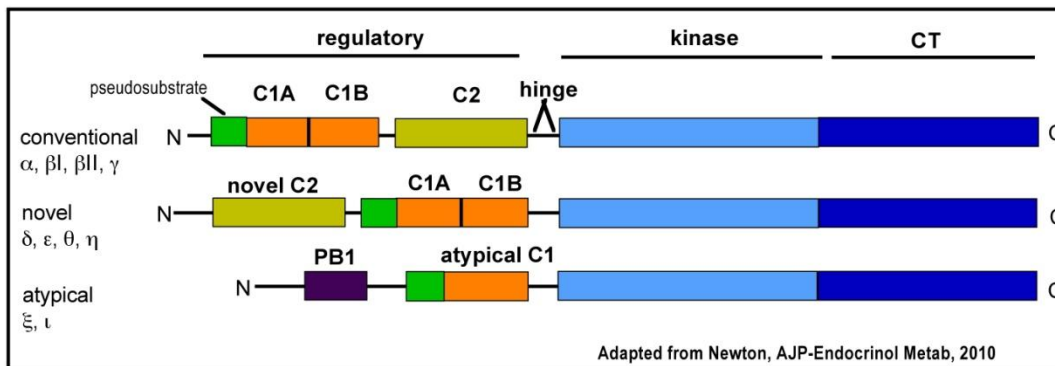 regulatory kinase CT
pseudosubstrate C1A C1B C2 hinge
N
conventional
α, βI, βII, γ
novel C2 C1A C1B
N
novel
δ, ε, θ, η
PB1 atypical C1
N
atypical
ξ, ι
Adapted from Newton, AJP-Endocrinol Metab, 2010